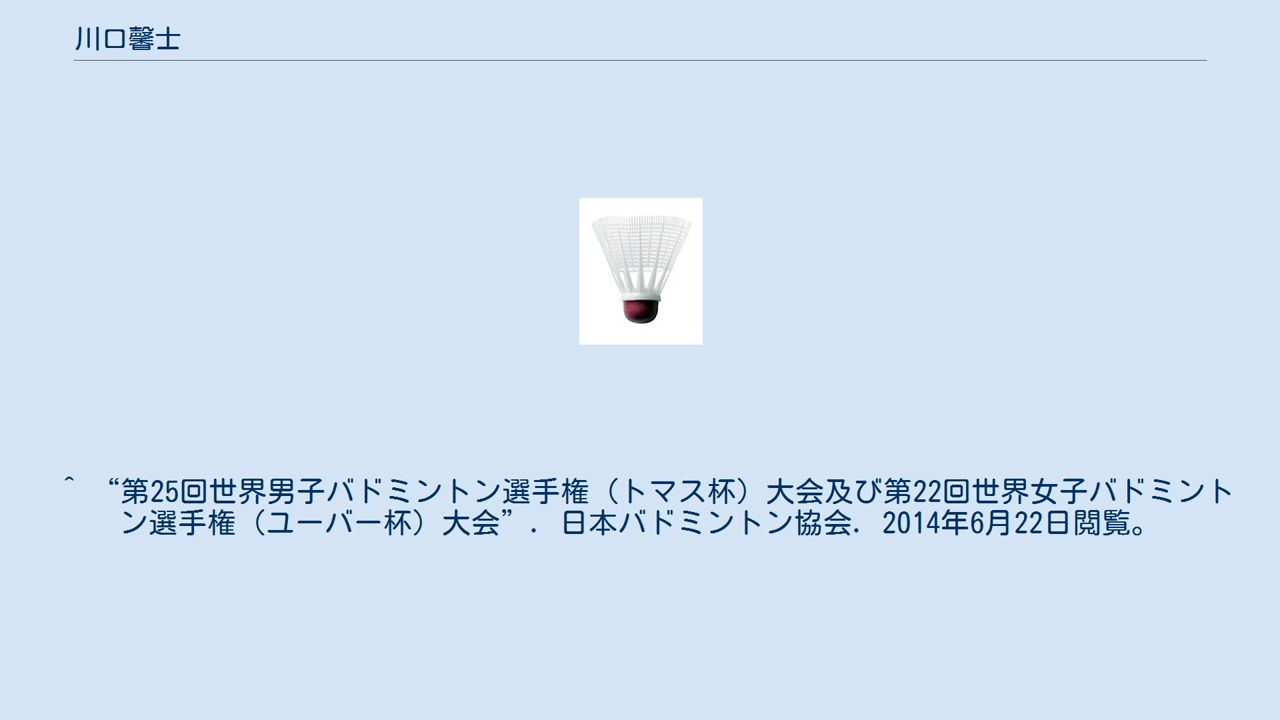 川口馨士
^ “第25回世界男子バドミントン選手権（トマス杯）大会及び第22回世界女子バドミント
ン選手権（ユーバー杯）大会”. 日本バドミントン協会. 2014年6月22日閲覧。